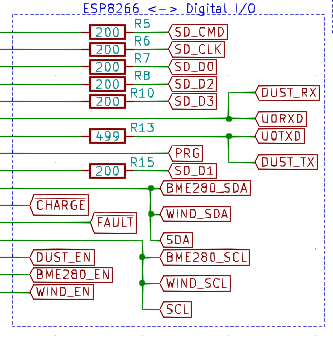 ESP8266 <-> Digital I/O
R5
200 SD_CMD
R6
200 SD_CLK
R7
200 SD_D0
R8
200 SD_D2
R10
200 SD_D3
DUST_RX
U0RXD
R13
499 U0TXD
PRG
DUST_TX
R15
200 SD_D1
BME280_SDA
CHARGE
WIND_SDA
FAULT
SDA
DUST_EN BME280_SCL
BME280_EN
WIND_SCL
WIND_EN
SCL